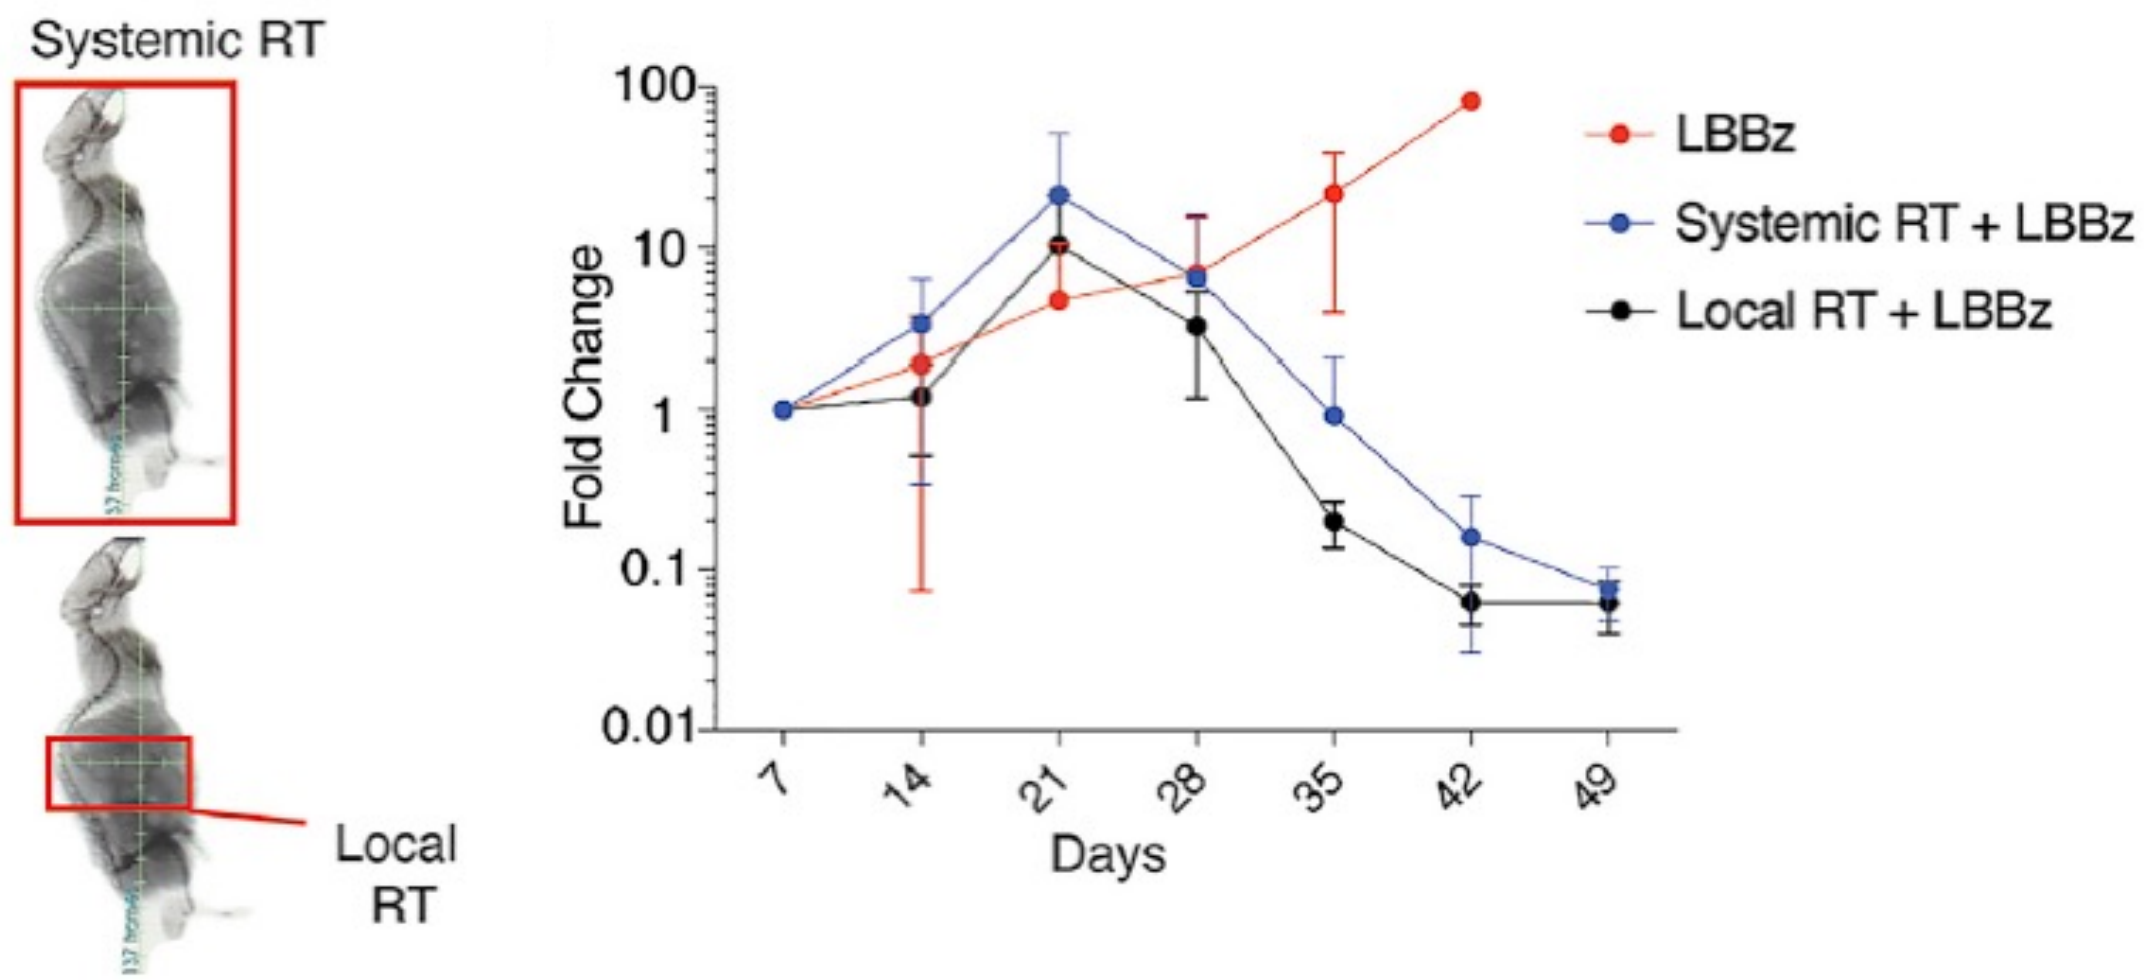 Systemic RT
Local
RT
Fold Change
100
10
1
0.1
0.01
7
14
21
28
35
42
49
Days
LBBz
Systemic RT + LBBz
Local RT + LBBz